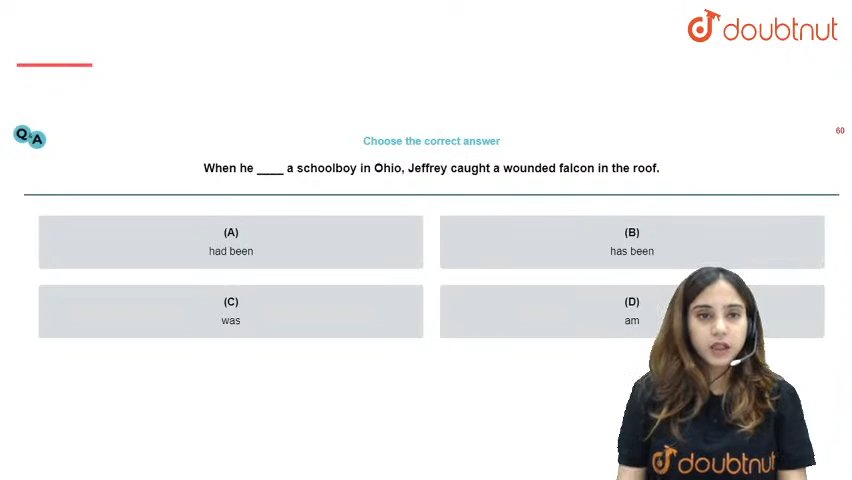 doubtnut
Q & A
60
Choose the correct answer
When he ____ a schoolboy in Ohio, Jeffrey caught a wounded falcon in the roof.
(A)
had been
(B)
has been
(C)
was
(D)
am
doubtnut